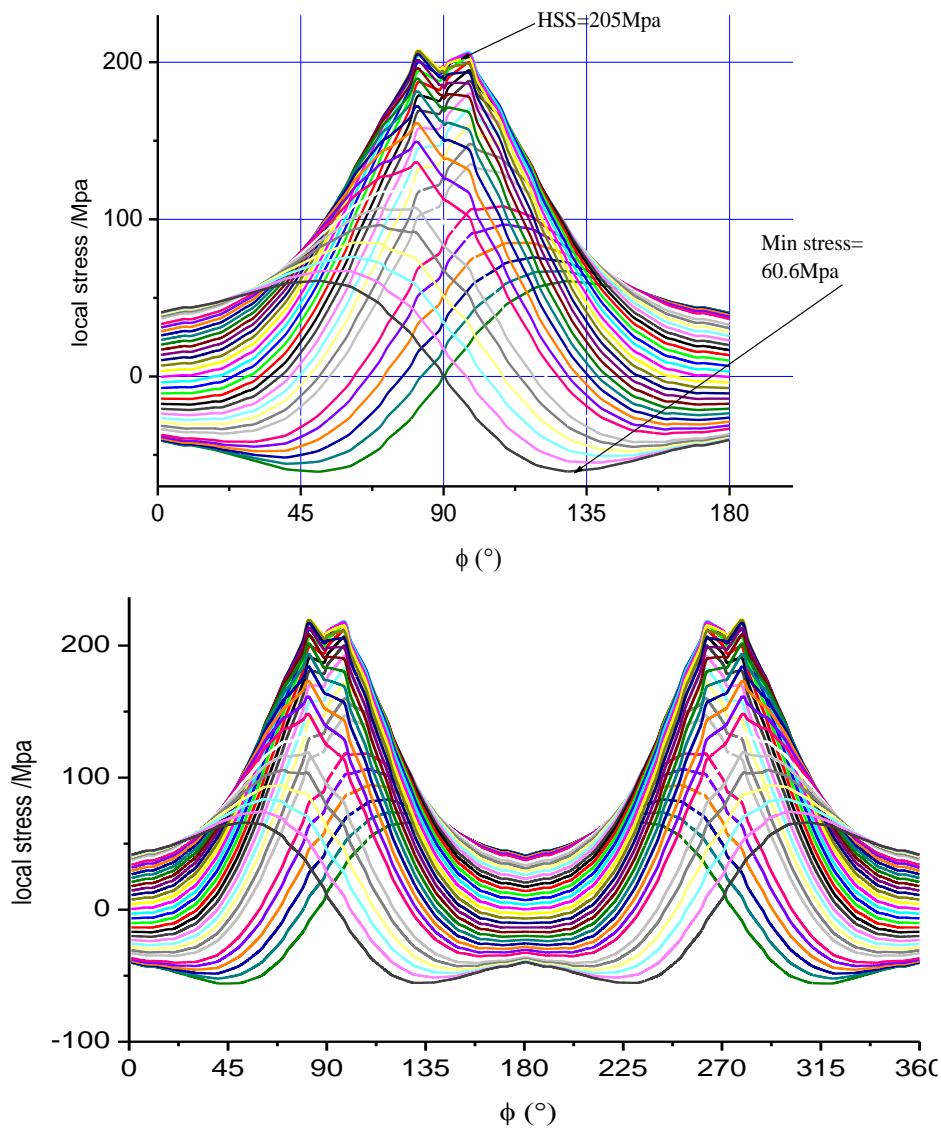 HSS=205Mpa
200
100
0
local stress /Mpa
Min stress=
60.6Mpa
0 45 90 135 180
ϕ (°)
200
100
0
-100
local stress /Mpa
0 45 90 135 180 225 270 315 360
ϕ (°)